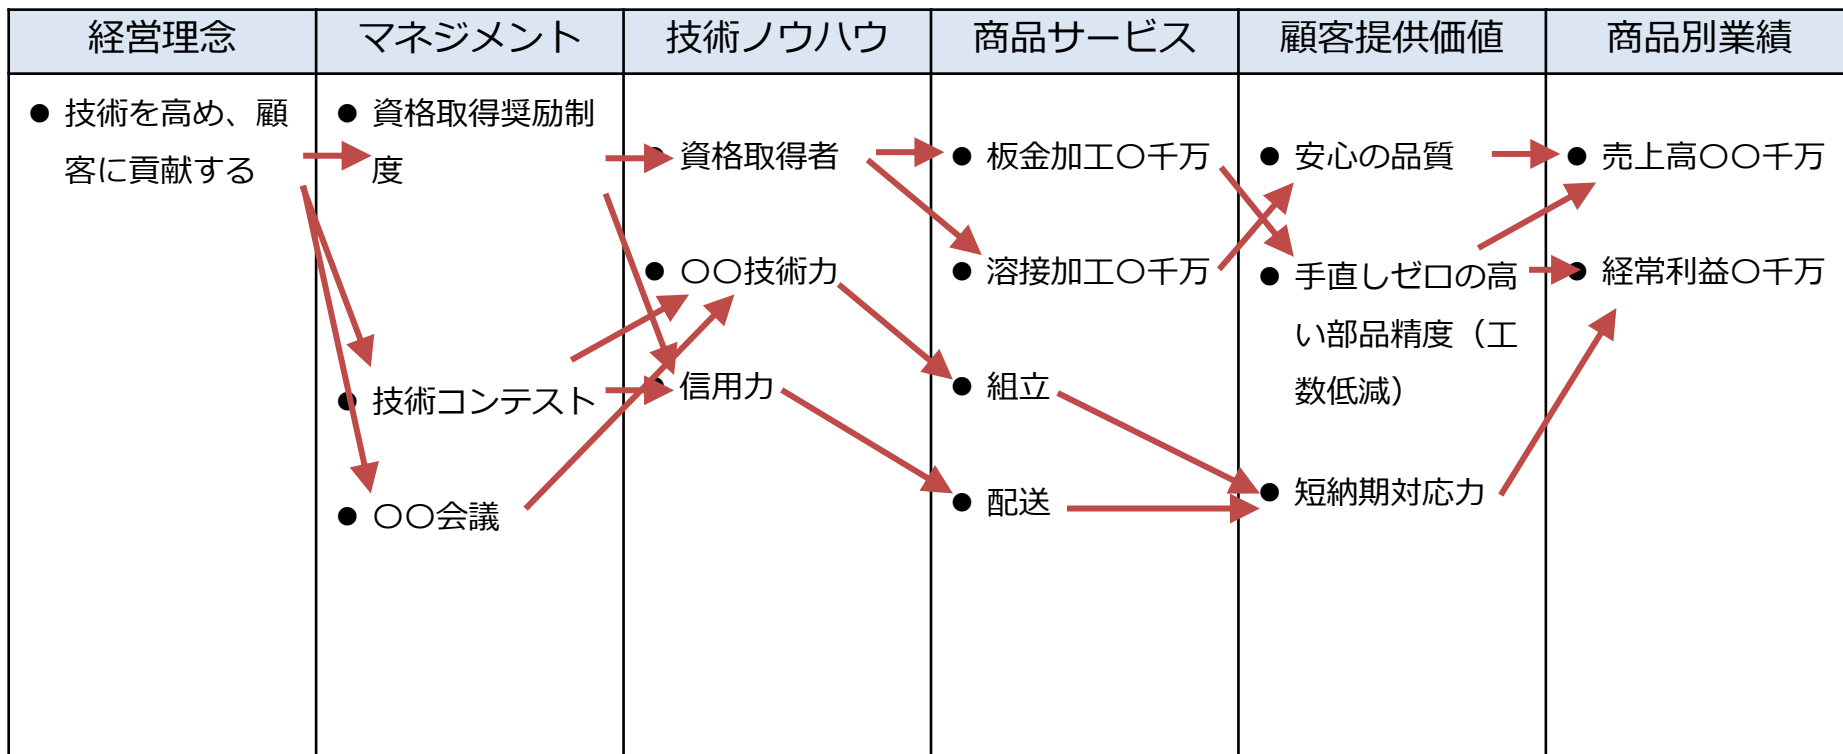 経営理念
マネジメント
技術ノウハウ
商品サービス
顧客提供価値
商品別業績
● 技術を高め、顧
客に貢献する
● 資格取得奨励制
度
● 技術コンテスト
● 〇〇会議
● 資格取得者
● 〇〇技術力
● 信用力
● 板金加工〇千万
● 溶接加工〇千万
● 組立
● 配送
● 安心の品質
● 手直しゼロの高
い部品精度（工
数低減）
● 短納期対応力
● 売上高〇〇千万
● 経常利益〇千万